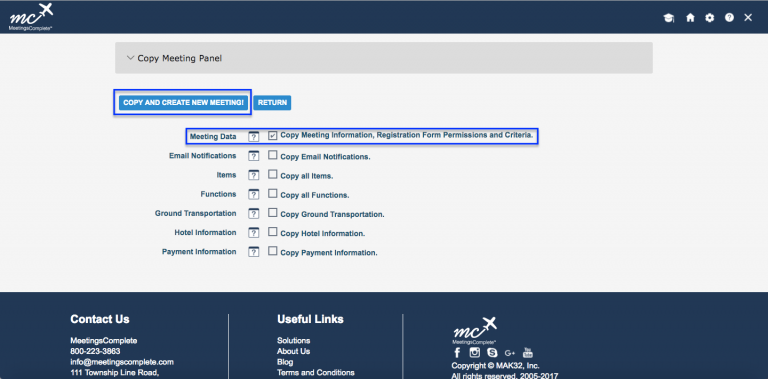 mc
MeetingsComplete®
Copy Meeting Panel
COPY AND CREATE NEW MEETING! RETURN
Meeting Data ? Copy Meeting Information, Registration Form Permissions and Criteria.
Email Notifications ? Copy Email Notifications.
Items ? Copy all Items.
Functions ? Copy all Functions.
Ground Transportation ? Copy Ground Transportation.
Hotel Information ? Copy Hotel Information.
Payment Information ? Copy Payment Information.
Contact Us
MeetingsComplete
800-223-3863
info@meetingscomplete.com
111 Township Line Road,
Useful Links
Solutions
About Us
Blog
Terms and Conditions
mc
MeetingsComplete®
© MAK32, Inc.
All rights reserved. 2005-2017